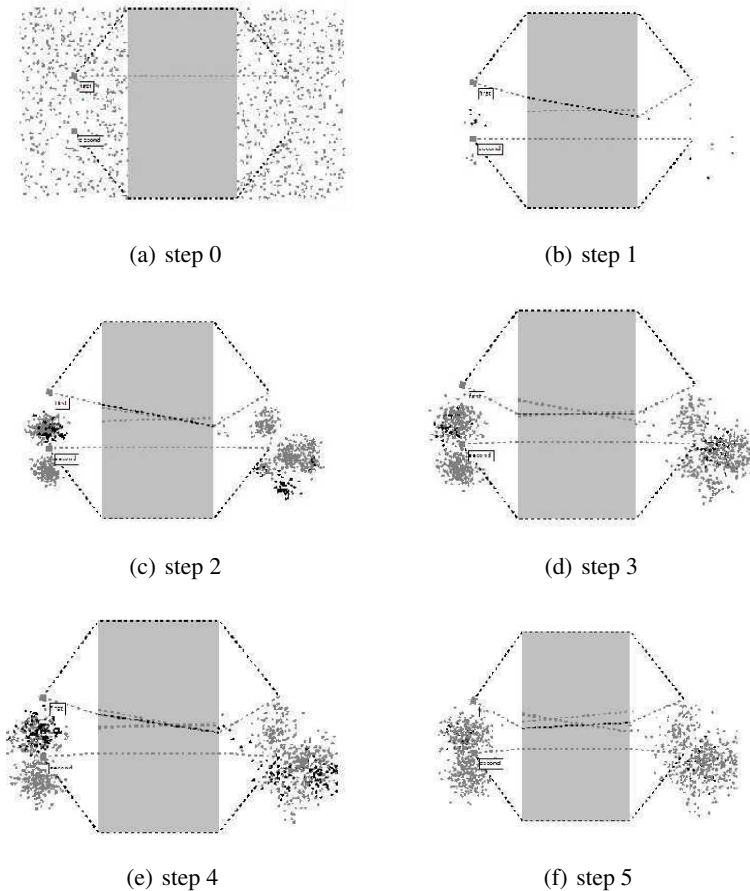 first
second
(a) step 0
first
second
(b) step 1
first
second
(c) step 2
first
second
(d) step 3
first
second
(e) step 4
second
(f) step 5